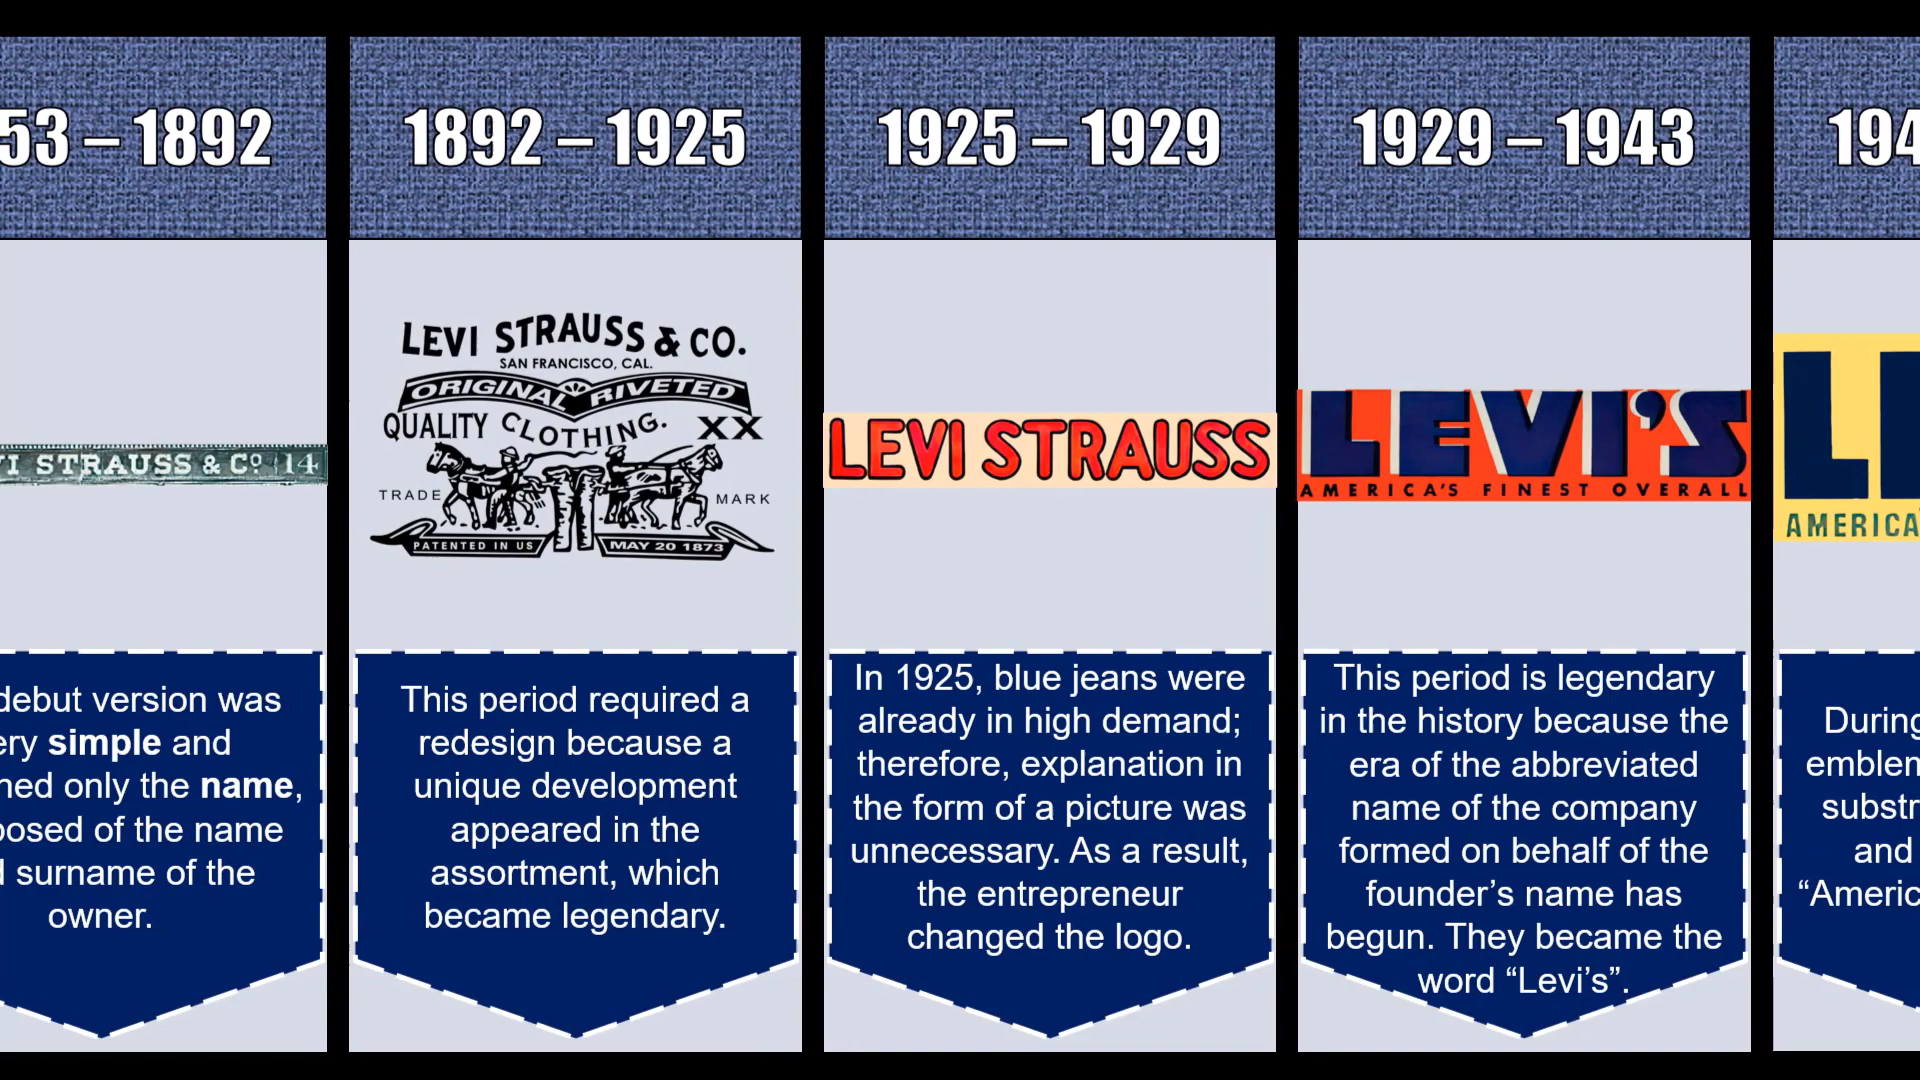 53 – 1892
VI STRAUSS & Cº 14
debut version was
ery simple and
ned only the name,
posed of the name
d surname of the
owner.
1892 – 1925
LEVI STRAUSS & CO.
SAN FRANCISCO, CAL.
ORIGINAL RIVETED
QUALITY CLOTHING. XX
TRADE MARK
PATENTED IN US MAY 20 1873
This period required a
redesign because a
unique development
appeared in the
assortment, which
became legendary.
1925 – 1929
LEVI STRAUSS
In 1925, blue jeans were
already in high demand;
therefore, explanation in
the form of a picture was
unnecessary. As a result,
the entrepreneur
changed the logo.
1929 – 1943
LEVI'S
AMERICA'S FINEST OVERALL
This period is legendary
in the history because the
era of the abbreviated
name of the company
formed on behalf of the
founder’s name has
begun. They became the
word “Levi’s”.
194
L
AMERICA
During
emblem
substr
and
“Americ